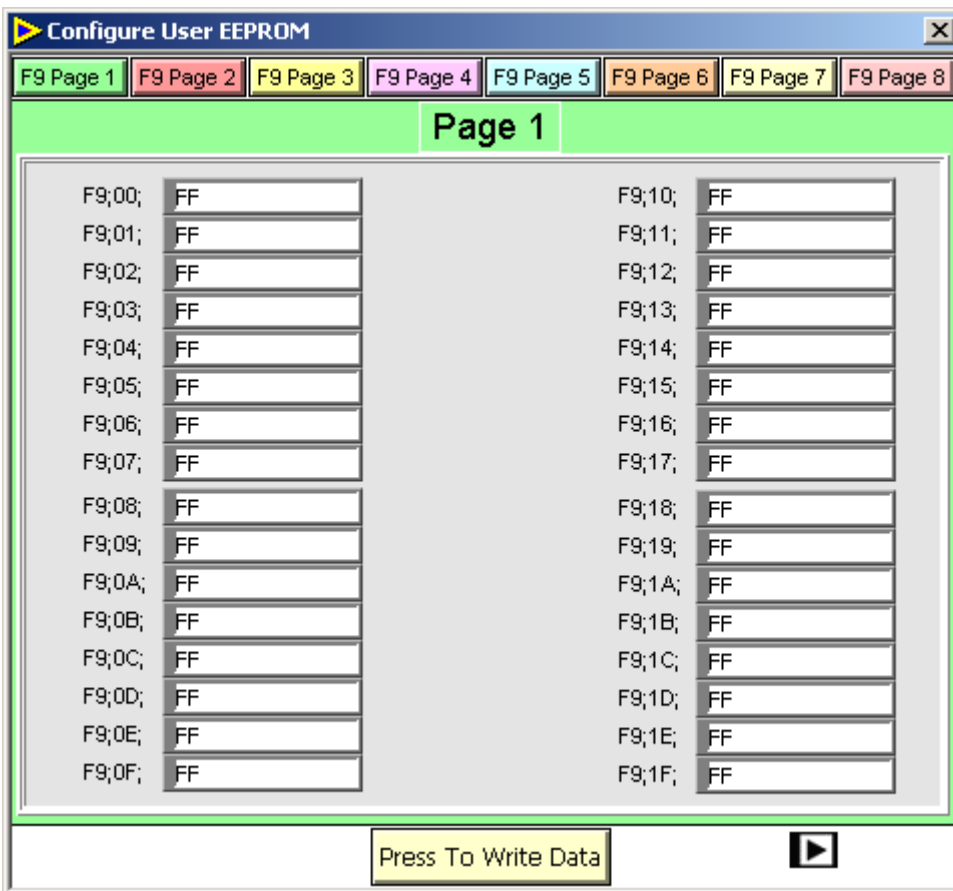 Configure User EEPROM
F9 Page 1 F9 Page 2 F9 Page 3 F9 Page 4 F9 Page 5 F9 Page 6 F9 Page 7 F9 Page 8
Page 1
F9;00; FF F9;10; FF
F9;01; FF F9;11; FF
F9;02; FF F9;12; FF
F9;03; FF F9;13; FF
F9;04; FF F9;14; FF
F9;05; FF F9;15; FF
F9;06; FF F9;16; FF
F9;07; FF F9;17; FF
F9;08; FF F9;18; FF
F9;09; FF F9;19; FF
F9;0A; FF F9;1A; FF
F9;0B; FF F9;1B; FF
F9;0C; FF F9;1C; FF
F9;0D; FF F9;1D; FF
F9;0E; FF F9;1E; FF
F9;0F; FF F9;1F; FF
Press To Write Data